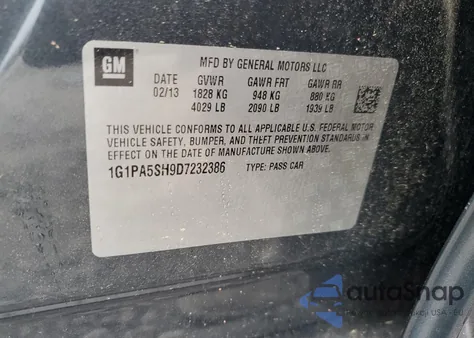 GM
MFD BY GENERAL MOTORS LLC
DATE GVWR GAWR FRT GAWR RR
02/13 1828 KG 948 KG 880 KG
4029 LB 2090 LB 1939 LB
THIS VEHICLE CONFORMS TO ALL APPLICABLE U.S. FEDERAL MOTOR
VEHICLE SAFETY, BUMPER, AND THEFT PREVENTION STANDARDS IN
EFFECT ON THE DATE OF MANUFACTURE SHOWN ABOVE.
1G1PA5SH9D7232386 TYPE: PASS CAR
autoSnap